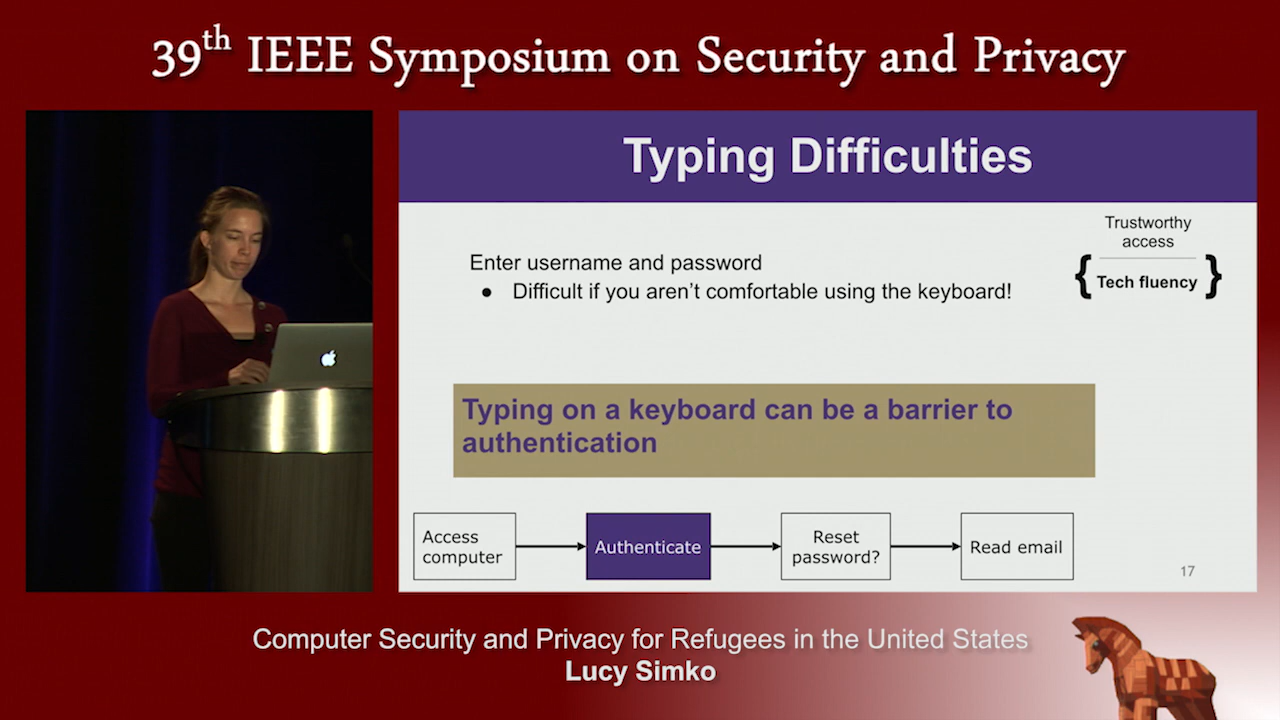 39th IEEE Symposium on Security and Privacy
Typing Difficulties
Trustworthy
access
{ Tech fluency }
Enter username and password
● Difficult if you aren’t comfortable using the keyboard!
Typing on a keyboard can be a barrier to
authentication
Access
computer
Authenticate
Reset
password?
Read email
17
Computer Security and Privacy for Refugees in the United States
Lucy Simko